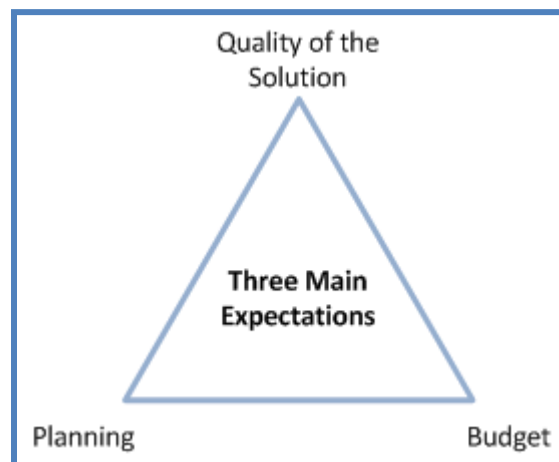 Quality of the
Solution
Three Main
Expectations
Planning
Budget